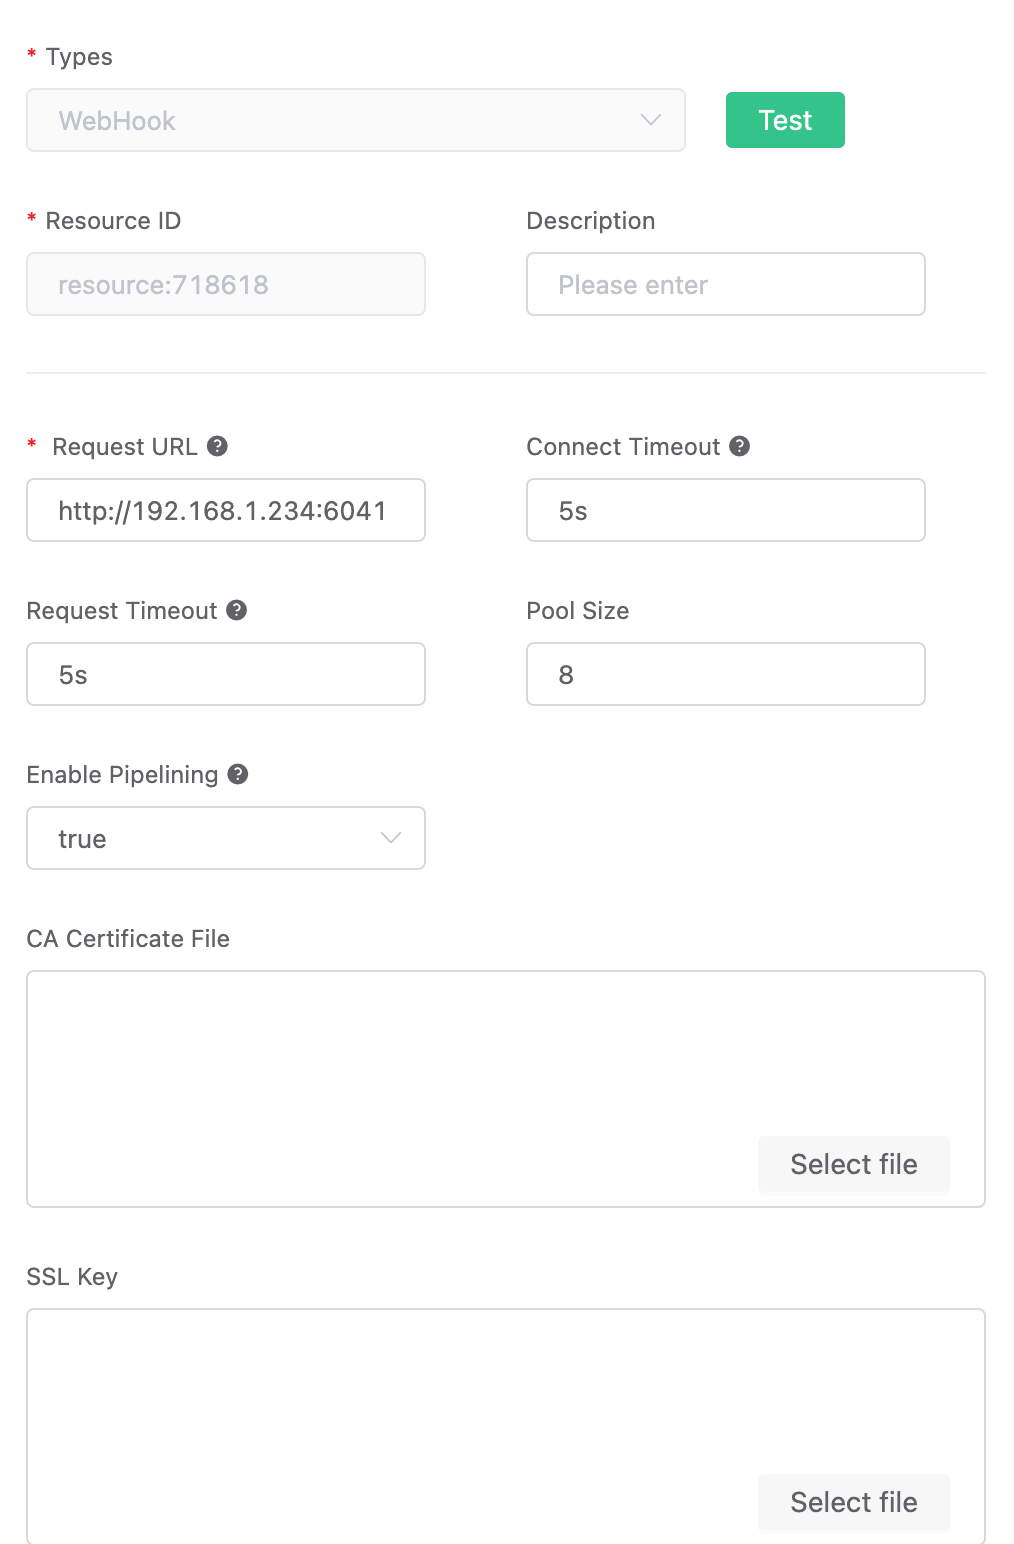 * Types
WebHook
Test
* Resource ID
Description
resource:718618
Please enter
* Request URL ?
Connect Timeout ?
http://192.168.1.234:6041
5s
Request Timeout ?
Pool Size
5s
8
Enable Pipelining ?
true
CA Certificate File
Select file
SSL Key
Select file